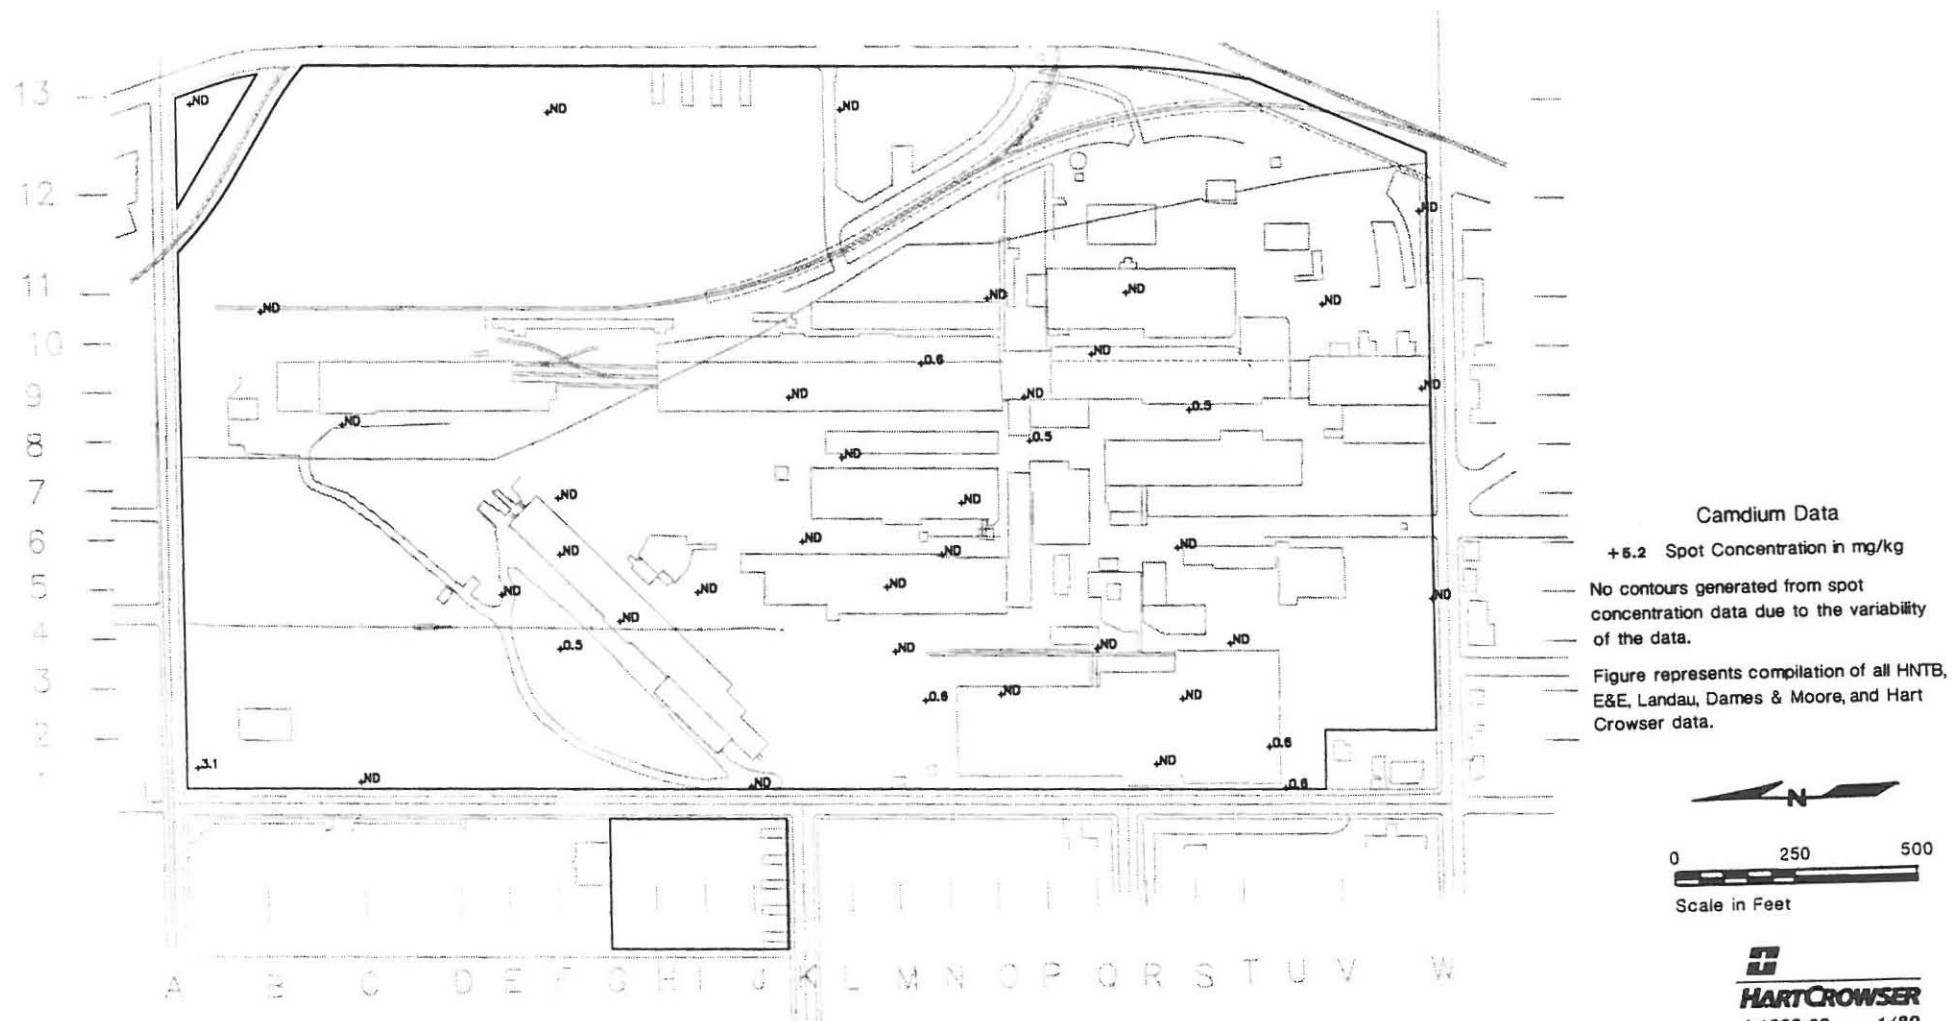 13
+ND
+ND
+ND
12
+ND
11
+ND
+ND
+ND
+ND
10
+ND
+0.6
9
+ND
+ND
+ND
+0.5
+ND
8
+0.5
+ND
7
+ND
+ND
6
+ND
+ND
+ND
+ND
5
+ND
+ND
+ND
+ND
4
+ND
+ND
+0.5
+ND
+ND
3
+0.6
+ND
+ND
2
+0.6
+3.1
+ND
+ND
+ND
+0.6
A B C D E F G H I J K L M N O P Q R S T U V W
Camdium Data
+5.2 Spot Concentration in mg/kg
No contours generated from spot
concentration data due to the variability
of the data.
Figure represents compilation of all HNTB,
E&E, Landau, Dames & Moore, and Hart
Crowser data.
N
0 250 500
Scale in Feet
HARTCROWSER